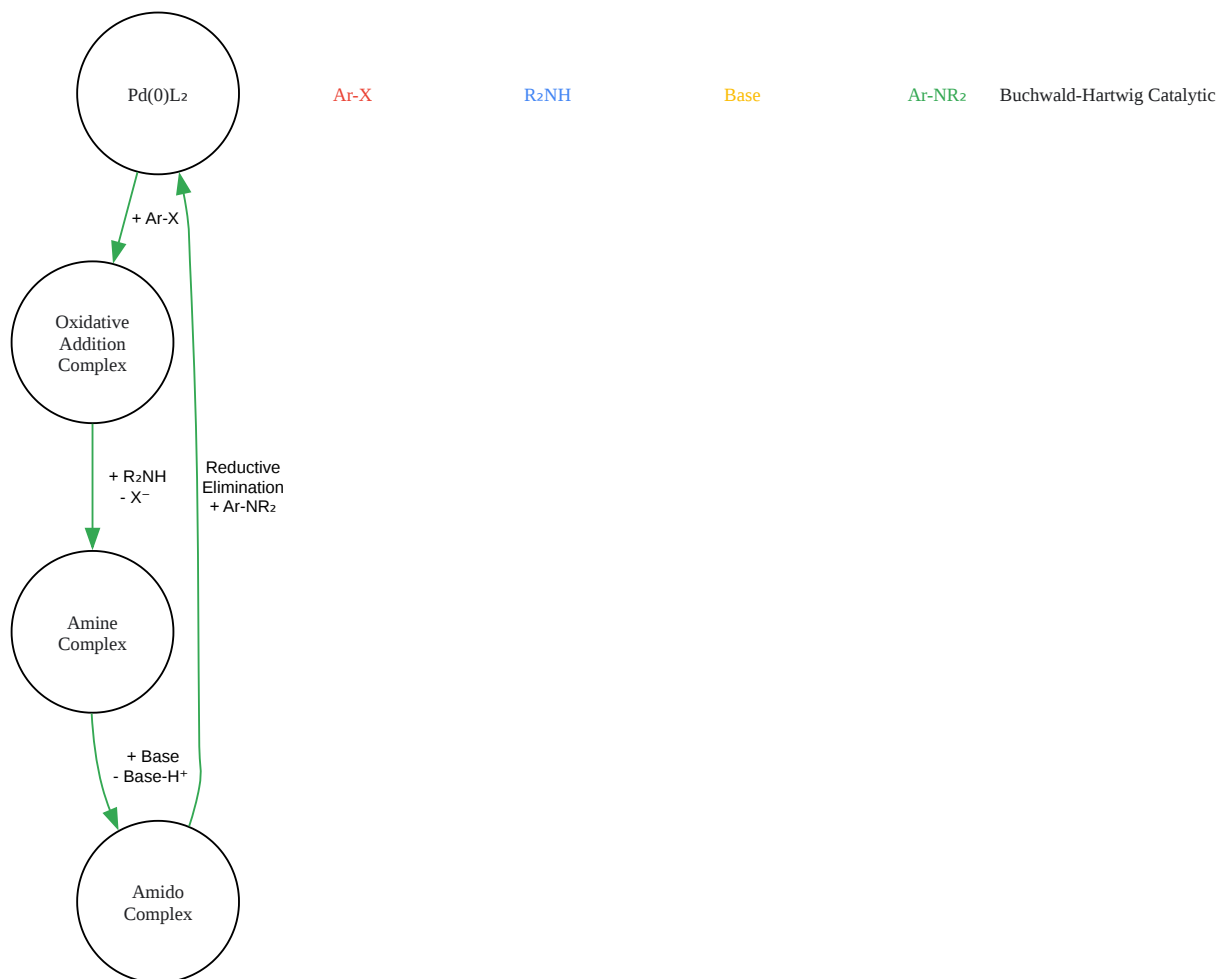 Pd(0)L₂
Ar-X
R₂NH
Base
Ar-NR₂
Buchwald-Hartwig Catalytic
+ Ar-X
Oxidative
Addition
Complex
+ R₂NH
- X⁻
Reductive
Elimination
+ Ar-NR₂
Amine
Complex
+ Base
- Base-H⁺
Amido
Complex